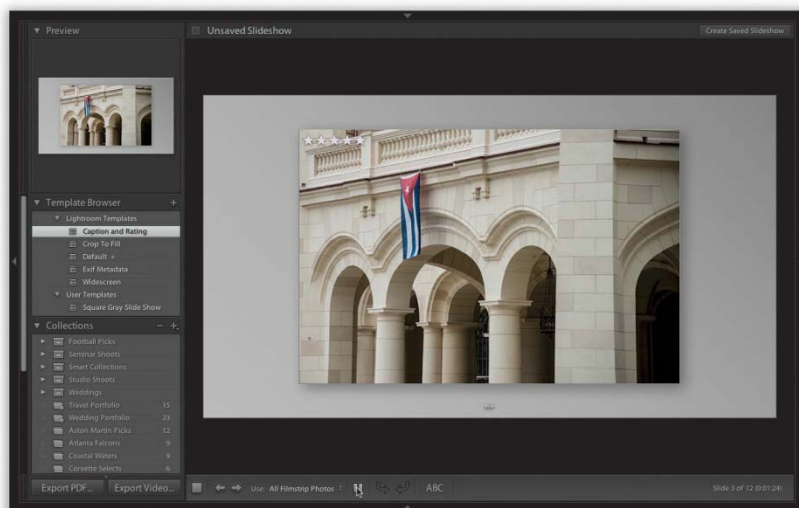 Preview
Unsaved Slideshow
Create Saved Slideshow
Template Browser
Lightroom Templates
Caption and Rating
Crop To Fill
Default
Exif Metadata
Widescreen
User Templates
Square Gray Slide Show
Collections
Football Picks
Seminar Shoots
Smart Collections
Studio Shoots
Weddings
Travel Portfolio 15
Wedding Portfolio 23
Aston Martin Picks 12
Atlanta Falcons 9
Coastal Waters 9
Corvette Selects 6
Export PDF... Export Video...
Use: All Filmstrip Photos
ABC
Slide 3 of 12 (0:01:24)